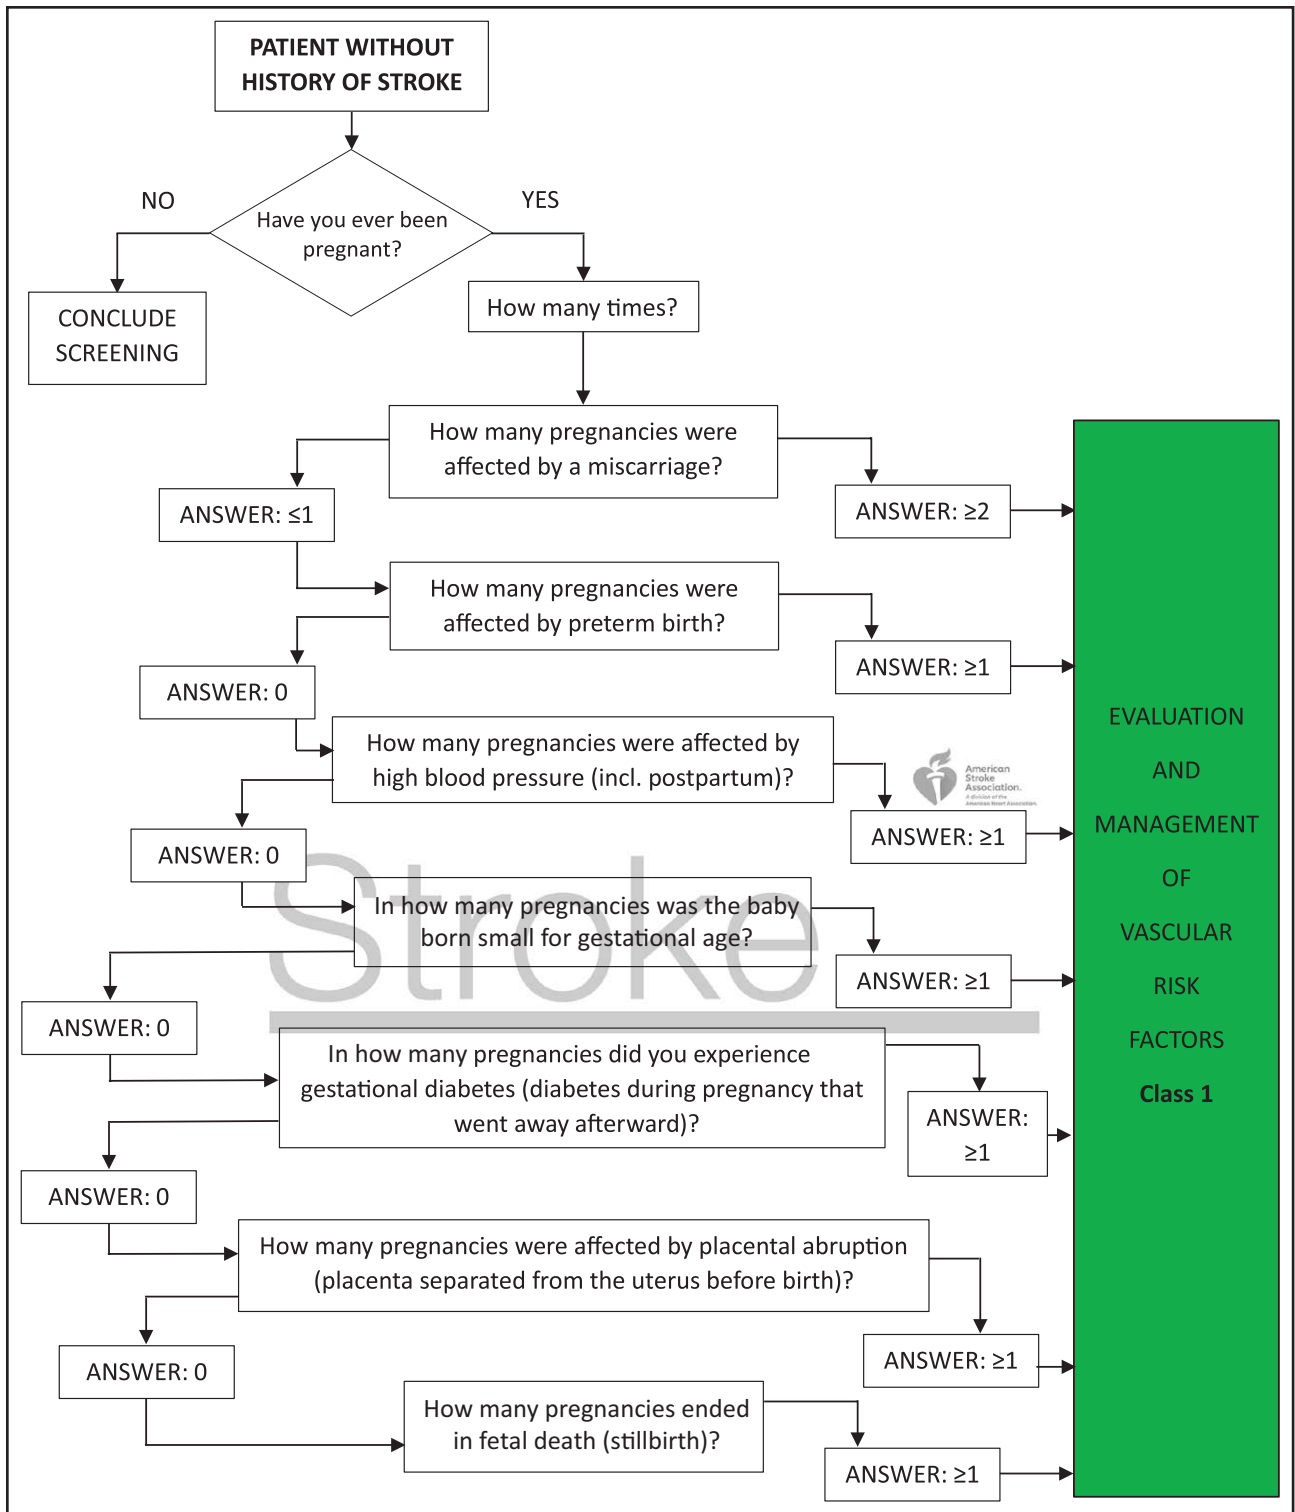 PATIENT WITHOUT
HISTORY OF STROKE
NO
YES
Have you ever been
pregnant?
CONCLUDE
SCREENING
How many times?
How many pregnancies were
affected by a miscarriage?
ANSWER: ≤1
ANSWER: ≥2
How many pregnancies were
affected by preterm birth?
ANSWER: 0
ANSWER: ≥1
How many pregnancies were affected by
high blood pressure (incl. postpartum)?
American
Stroke
Association.
A division of the
American Heart Association.
ANSWER: 0
ANSWER: ≥1
Stroke
In how many pregnancies was the baby
born small for gestational age?
ANSWER: 0
ANSWER: ≥1
In how many pregnancies did you experience
gestational diabetes (diabetes during pregnancy that
went away afterward)?
ANSWER: 0
ANSWER:
≥1
How many pregnancies were affected by placental abruption
(placenta separated from the uterus before birth)?
ANSWER: 0
ANSWER: ≥1
How many pregnancies ended
in fetal death (stillbirth)?
ANSWER: ≥1
EVALUATION
AND
MANAGEMENT
OF
VASCULAR
RISK
FACTORS
Class 1